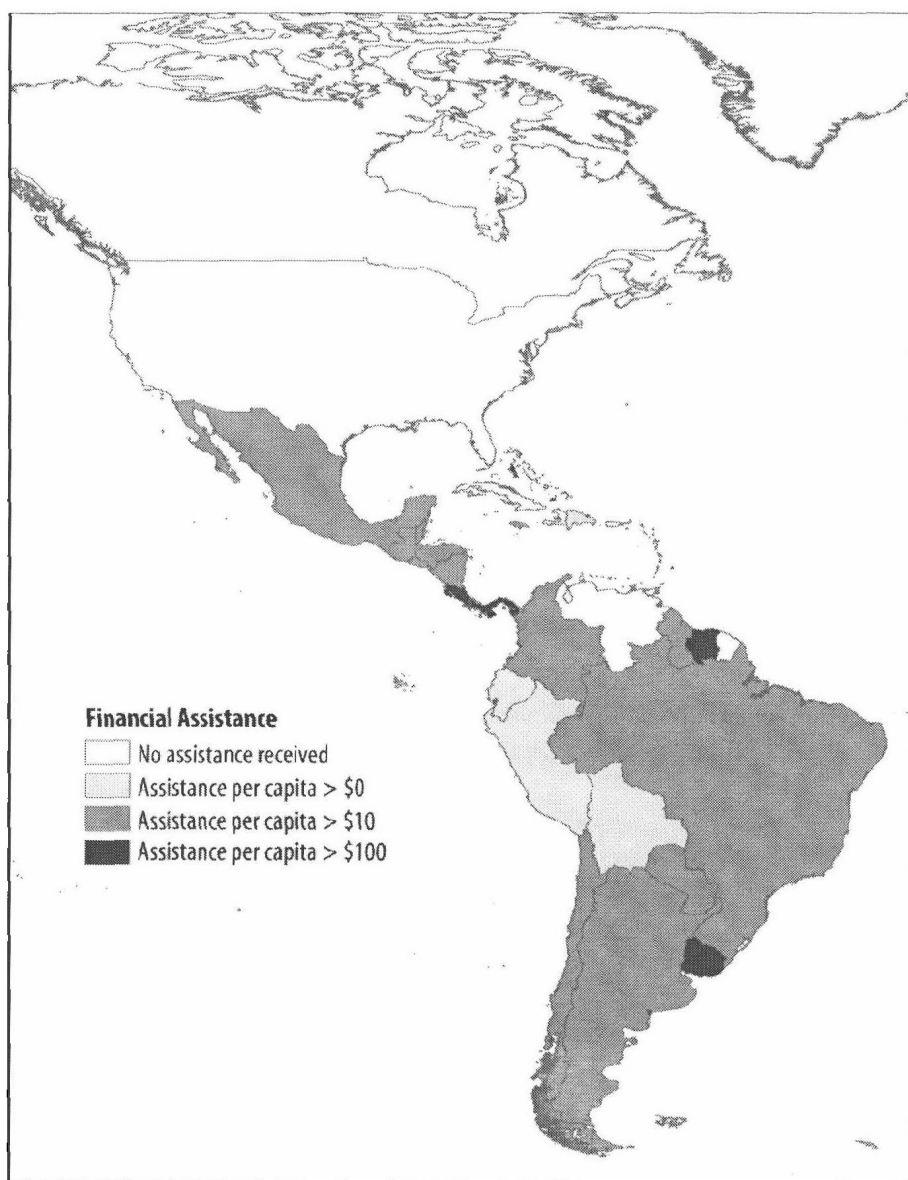 Financial Assistance
No assistance received
Assistance per capita > $0
Assistance per capita > $10
Assistance per capita > $100